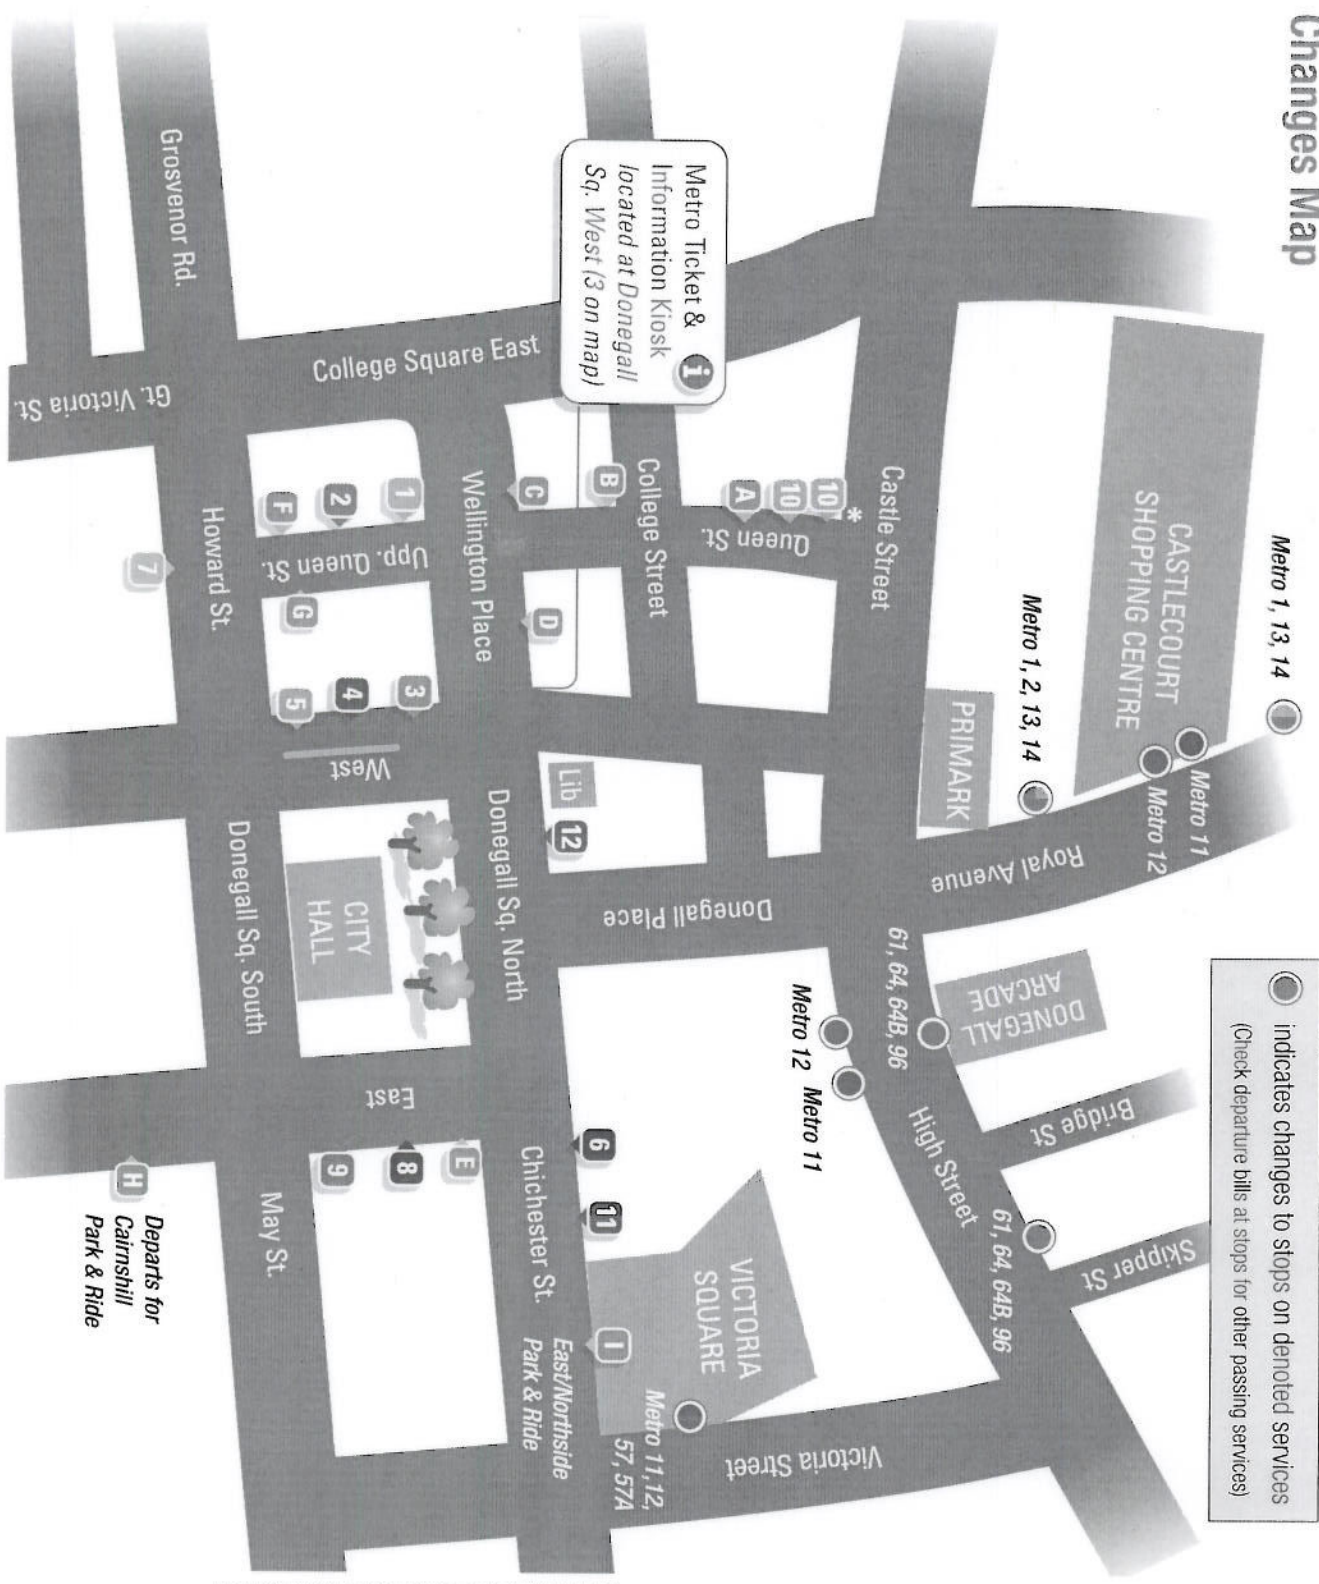 Changes Map
indicates changes to stops on denoted services
(Check departure bills at stops for other passing services)
Metro 1, 13, 14
Metro 11
Metro 12
CASTLECOURT
SHOPPING CENTRE
Metro 1, 2, 13, 14
PRIMARK
Royal Avenue
DONEGALL
ARCADE
Bridge St
Skipper St
Castle Street
61, 64, 64B, 96
High Street
61, 64, 64B, 96
Metro 12
Metro 11
*
10
10
A
Queen St.
Donegall Place
Metro Ticket & i
Information Kiosk
located at Donegall
Sq. West (3 on map)
College Street
B
C
D
Lib
12
VICTORIA
SQUARE
Victoria Street
Metro 11, 12,
57, 57A
6
11
I
East/Northside
Park & Ride
College Square East
Wellington Place
Donegall Sq. North
Chichester St.
1
2
F
Upp. Queen St.
G
3
4
5
West
CITY
HALL
East
E
8
9
Grosvenor Rd.
Gt. Victoria St.
Howard St.
7
Donegall Sq. South
May St.
H
Departs for
Cairnshill
Park & Ride